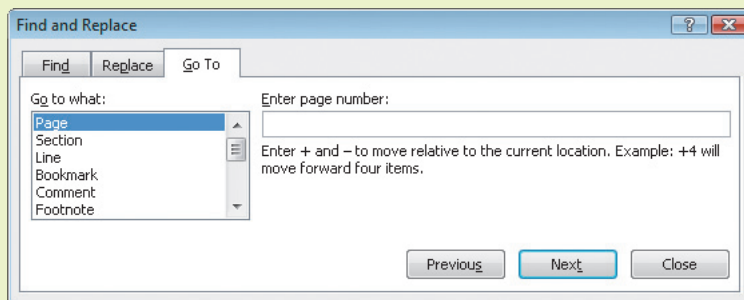 Find and Replace
Find Replace Go To
Go to what:
Page
Section
Line
Bookmark
Comment
Footnote
Enter page number:
Enter + and – to move relative to the current location. Example: +4 will
move forward four items.
Previous Next Close